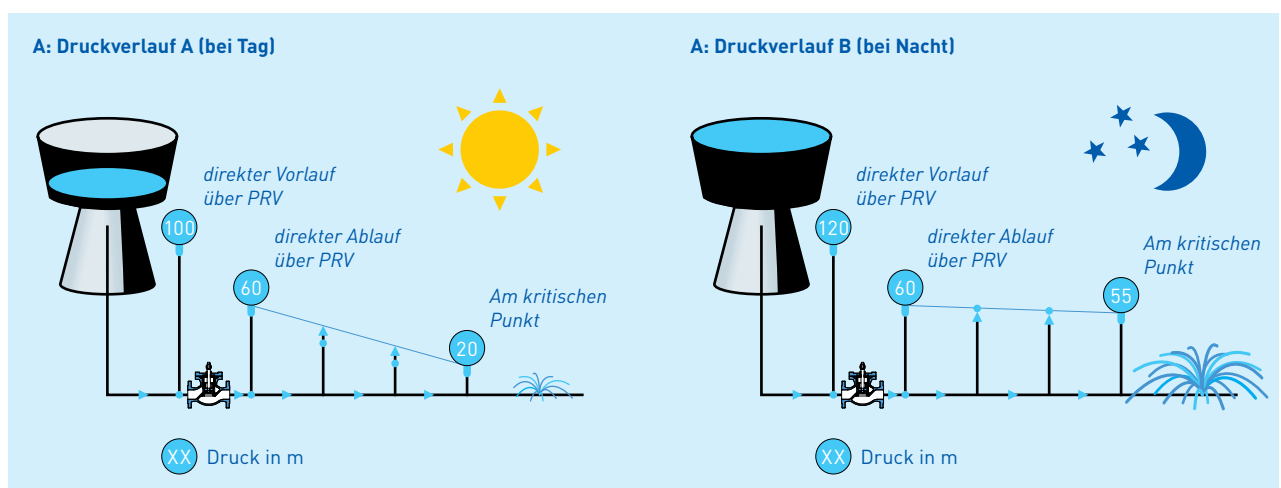 A: Druckverlauf A (bei Tag)
direkter Vorlauf
über PRV
100
direkter Ablauf
über PRV
60
Am kritischen
Punkt
20
XX Druck in m
A: Druckverlauf B (bei Nacht)
direkter Vorlauf
über PRV
120
direkter Ablauf
über PRV
60
Am kritischen
Punkt
55
XX Druck in m